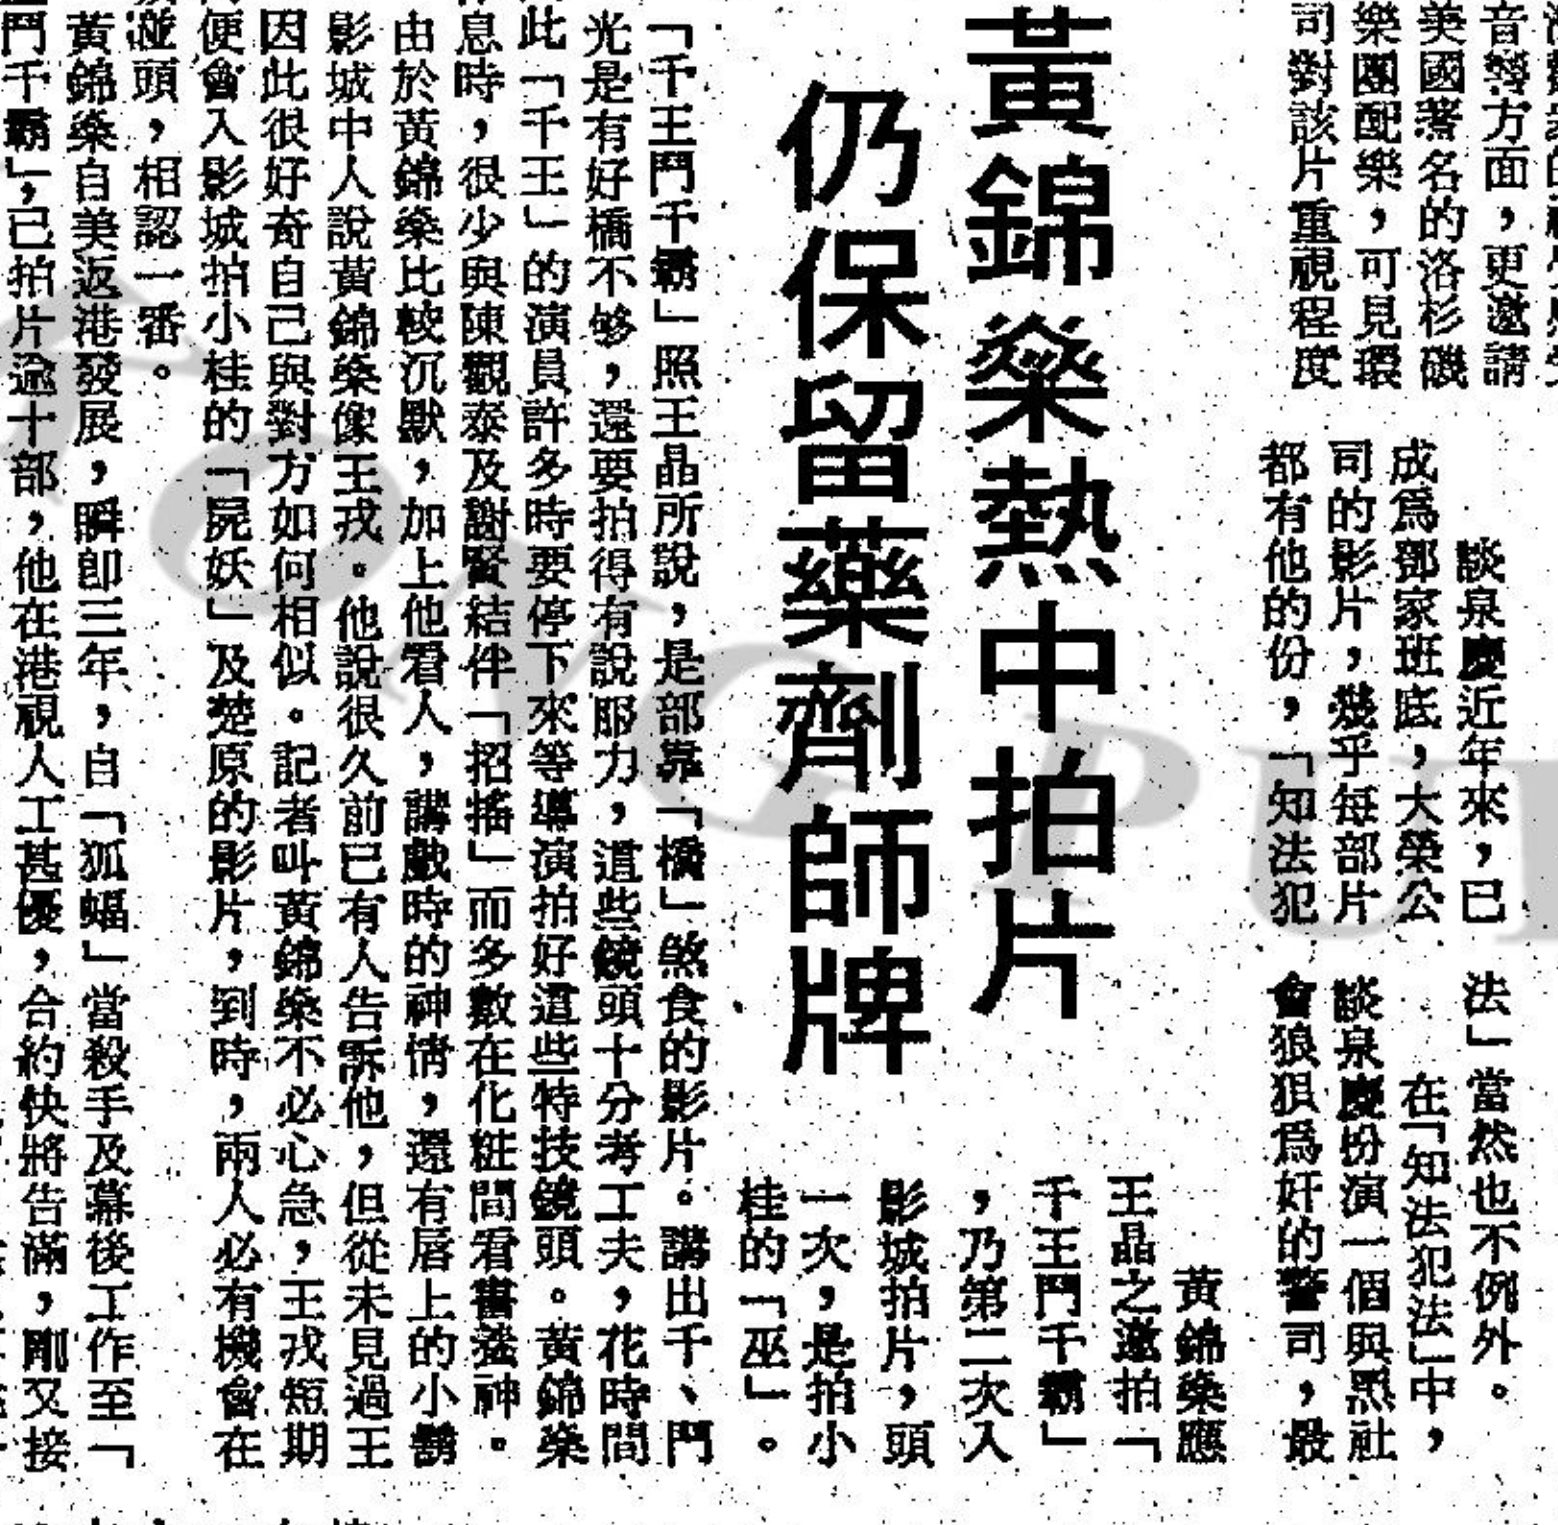 音響方面，更邀請
美國著名的洛杉磯
樂團配樂，可見環
司對該片重視程度
談泉慶近年來，已
成爲鄧家班底，大榮公
司的影片，幾乎每部片
都有他的份，「知法犯
法」當然也不例外。
在「知法犯法」中，
談泉慶扮演一個與黑社
會狼狽爲奸的警司，最
黃錦燊熱中拍片
仍保留藥劑師牌
黃錦燊應
王晶之邀拍「
千王鬥千霸」
，乃第二次入
影城拍片，頭
一次，是拍小
桂的「巫」。
「千王鬥千霸」照王晶所說，是部靠「橋」煞食的影片。講出千、鬥
光是有好橋不够，還要拍得有說服力，這些鏡頭十分考工夫，花時間
此「千王」的演員許多時要停下來等導演拍好這些特技鏡頭。黃錦燊
息時，很少與陳觀泰及謝賢結伴「招搖」而多數在化粧間看書養神。
由於黃錦燊比較沉默，加上他看人，講戲時的神情，還有唇上的小鬍
影城中人說黃錦燊像王戎。他說很久前已有人告訴他，但從未見過王
因此很好奇自己與對方如何相似。記者叫黃錦燊不必心急，王戎短期
便會入影城拍小桂的「屍妖」及楚原的影片，到時，兩人必有機會在
碰頭，相認一番。
黃錦燊自美返港發展，瞬卽三年，自「狐蝠」當殺手及幕後工作至「
鬥千霸」，已拍片逾十部，他在港視人工甚優，合約快將告滿，剛又接
KONG PU